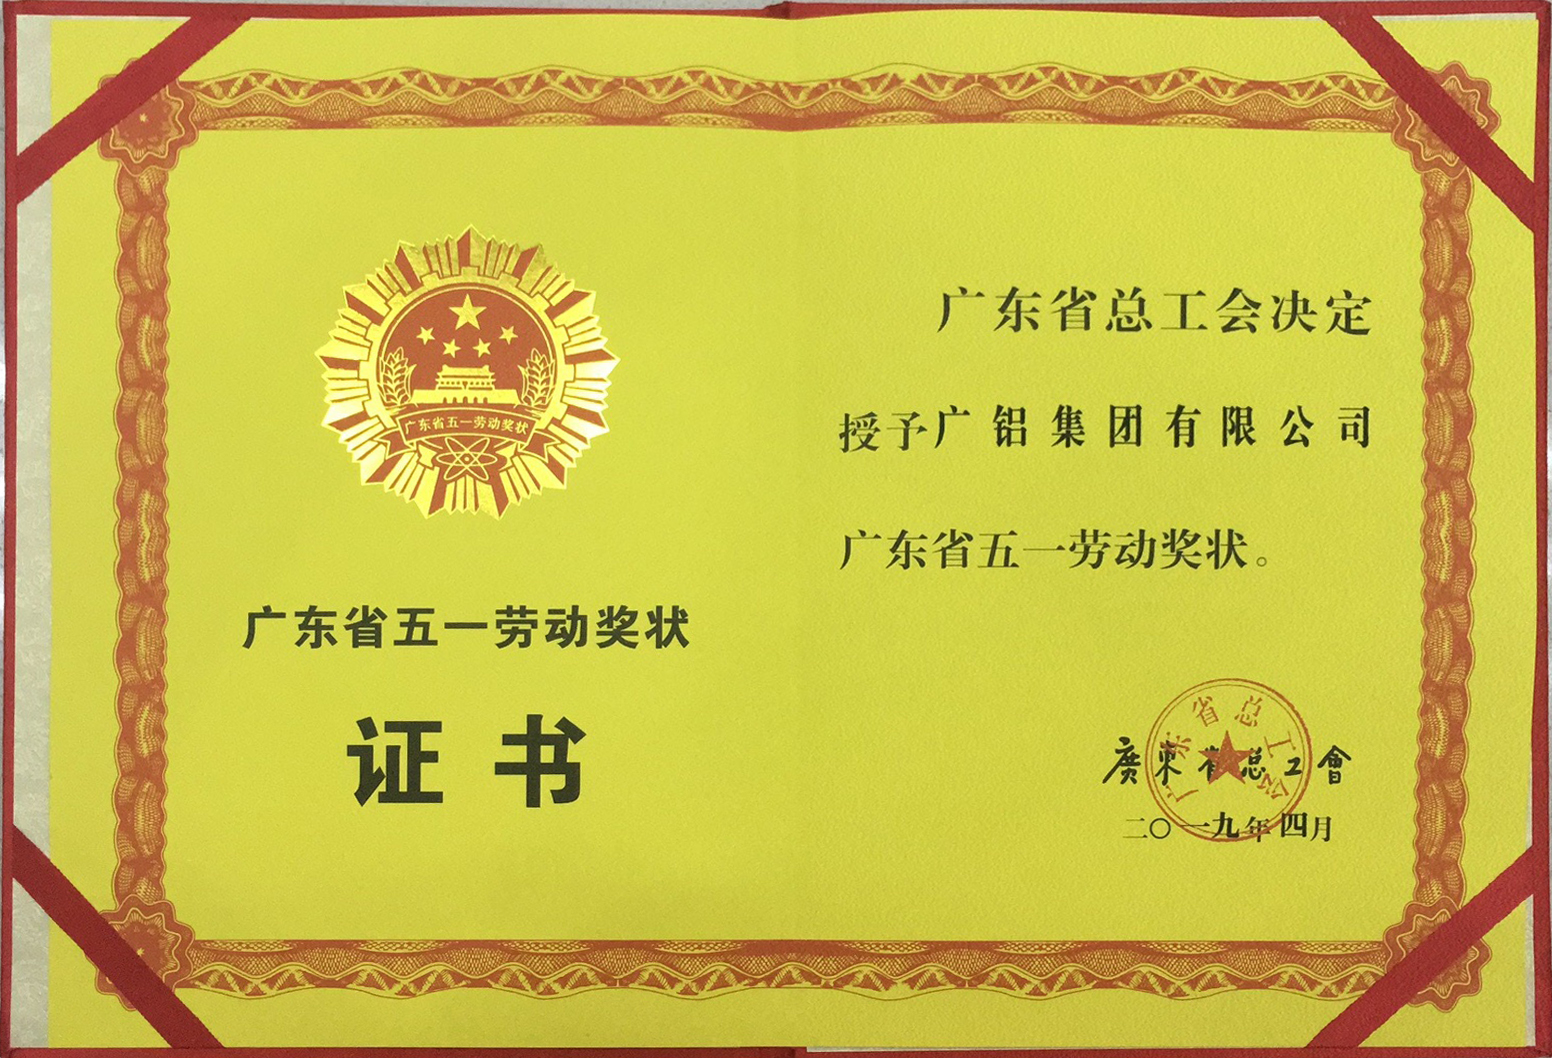 广东省五一劳动奖状
广东省五一劳动奖状
证书
广东省总工会决定
授予广铝集团有限公司
广东省五一劳动奖状。
广东省总工会
廣東省总工會
二〇一九年四月